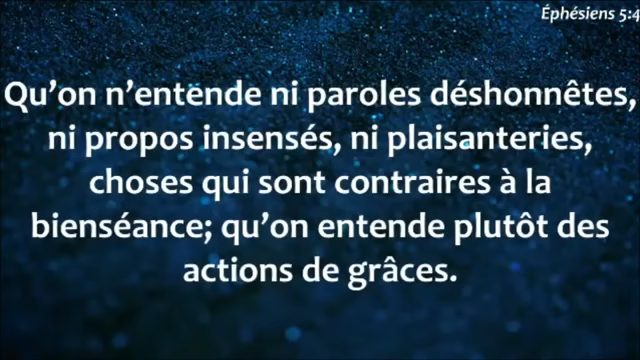 Éphésiens 5:4
Qu’on n’entende ni paroles déshonnêtes,
ni propos insensés, ni plaisanteries,
choses qui sont contraires à la
bienséance; qu’on entende plutôt des
actions de grâces.